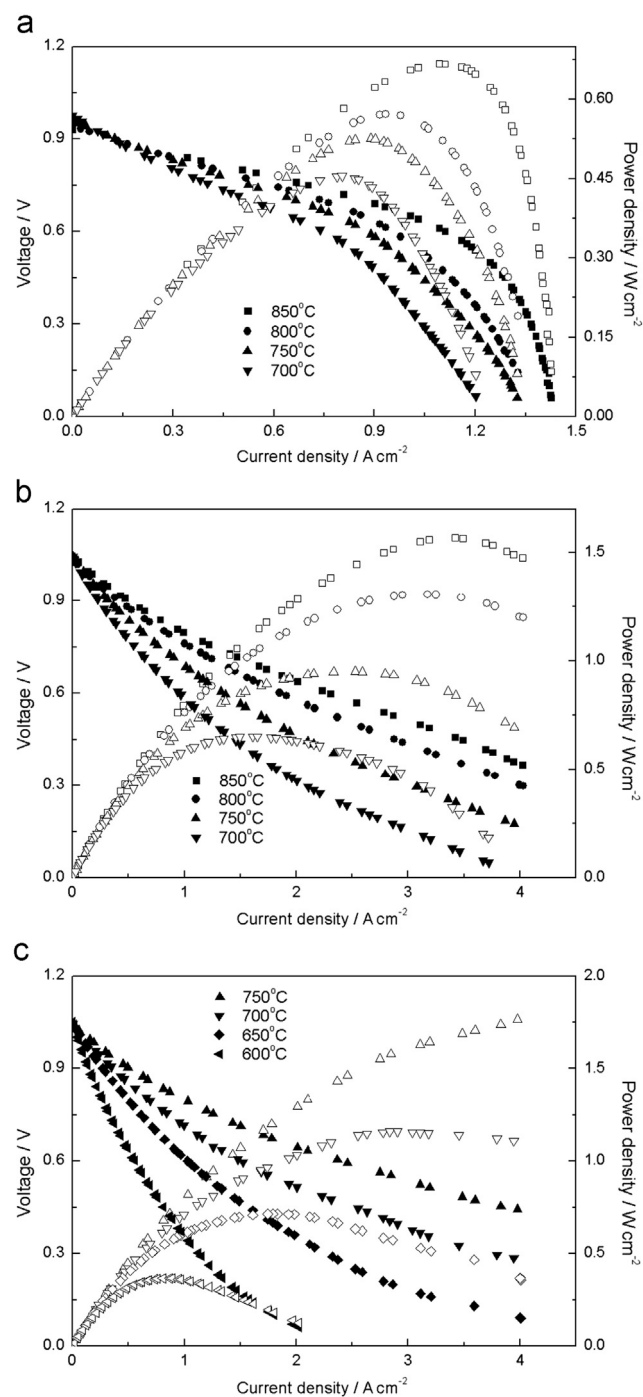 a
1.2
0.9
0.6
0.3
0.0
Voltage / V
0.60
0.45
0.30
0.15
0.00
Power density / W cm-2
850°C
800°C
750°C
700°C
0.0 0.3 0.6 0.9 1.2 1.5
Current density / A cm-2
b
1.2
0.9
0.6
0.3
0.0
Voltage / V
1.5
1.0
0.5
0.0
Power density / W cm-2
850°C
800°C
750°C
700°C
0 1 2 3 4
Current density / A cm-2
c
1.2
0.9
0.6
0.3
0.0
Voltage / V
2.0
1.5
1.0
0.5
0.0
Power density / W cm-2
750°C
700°C
650°C
600°C
0 1 2 3 4
Current density / A cm-2